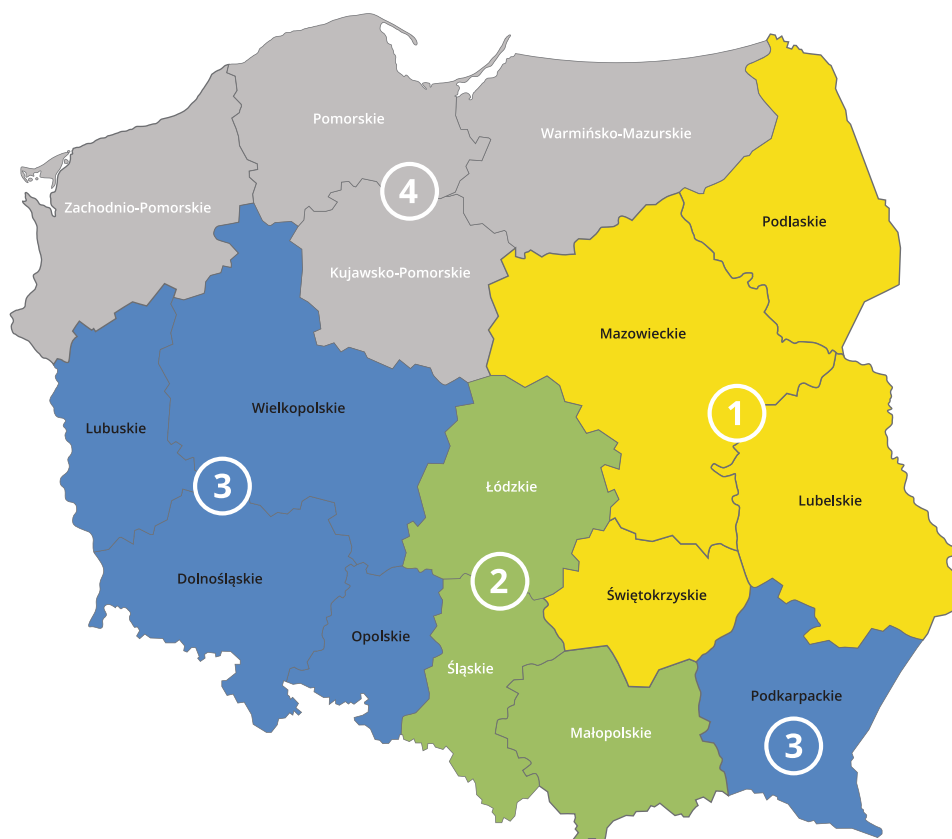 Pomorskie
Warmińsko-Mazurskie
4
Zachodnio-Pomorskie
Podlaskie
Kujawsko-Pomorskie
Mazowieckie
Wielkopolskie
1
Lubuskie
3
Łódzkie
Lubelskie
Dolnośląskie
2
Świętokrzyskie
Opolskie
Śląskie
Podkarpackie
Małopolskie
3